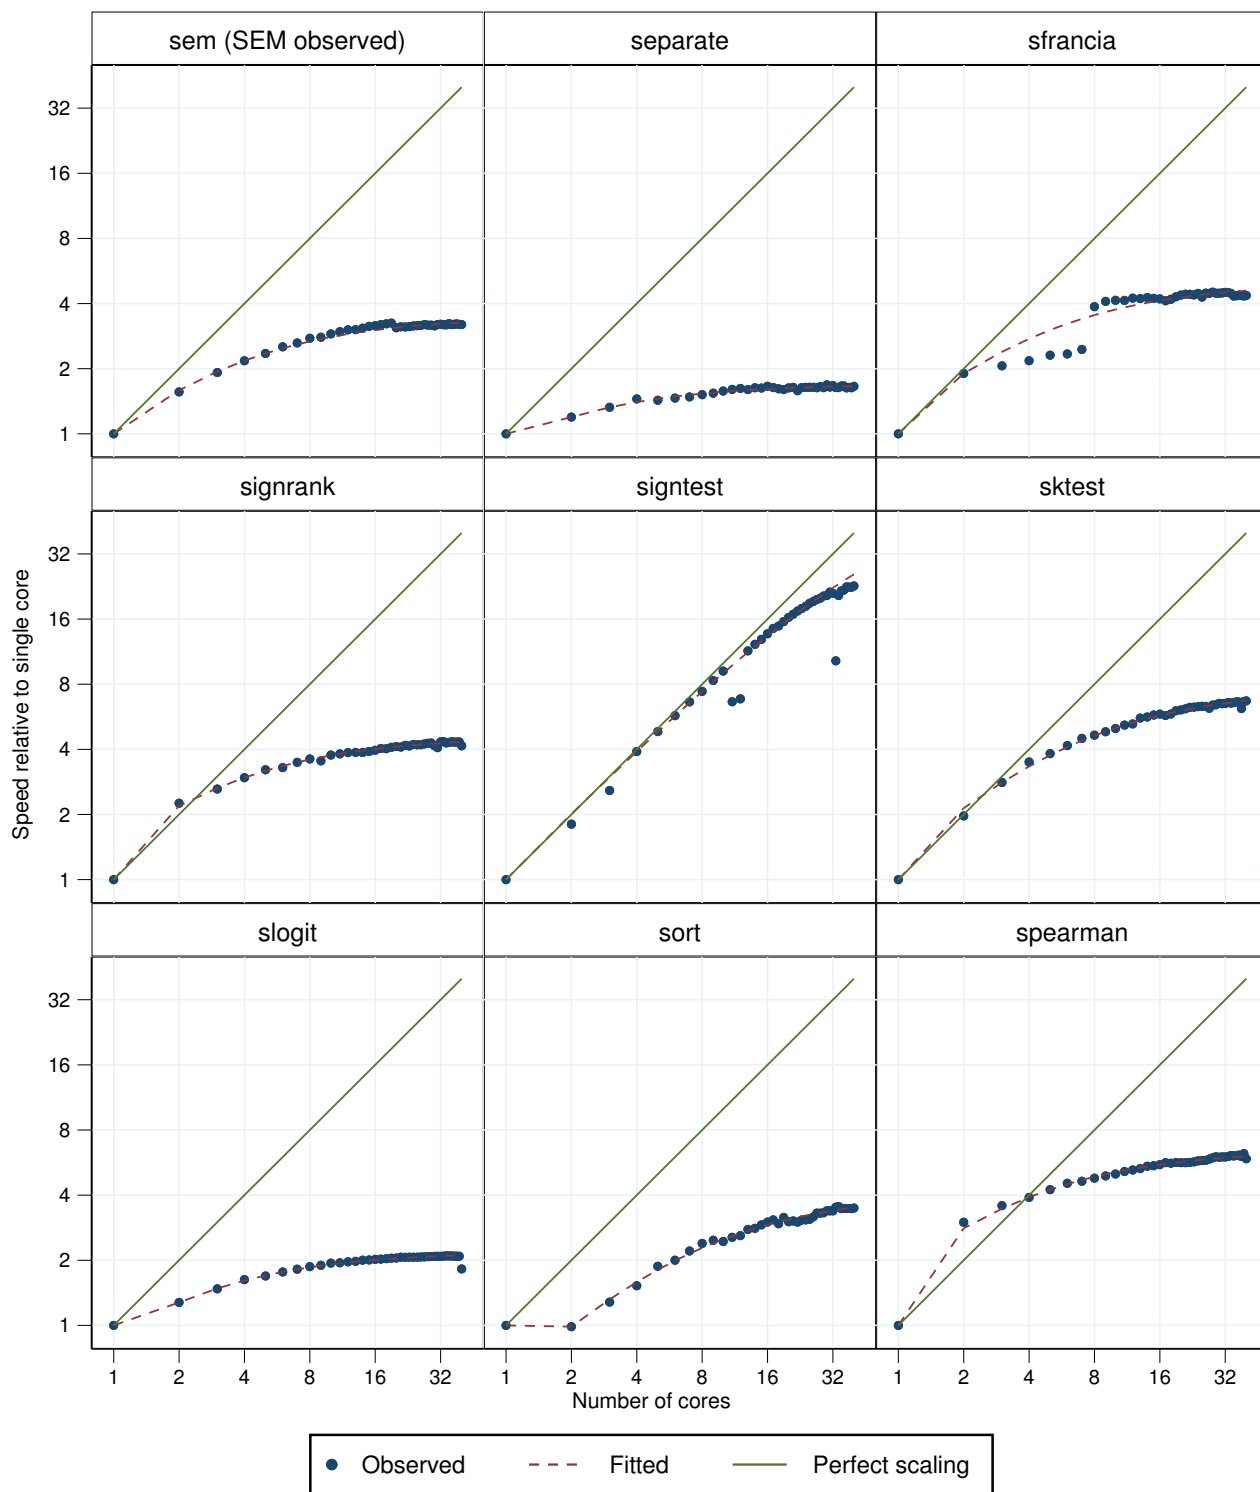 sem (SEM observed) separate sfrancia
32
16
8
4
2
1
signrank signtest sktest
32
16
8
4
2
1
Speed relative to single core
slogit sort spearman
32
16
8
4
2
1
1 2 4 8 16 32 1 2 4 8 16 32 1 2 4 8 16 32
Number of cores
Observed Fitted Perfect scaling